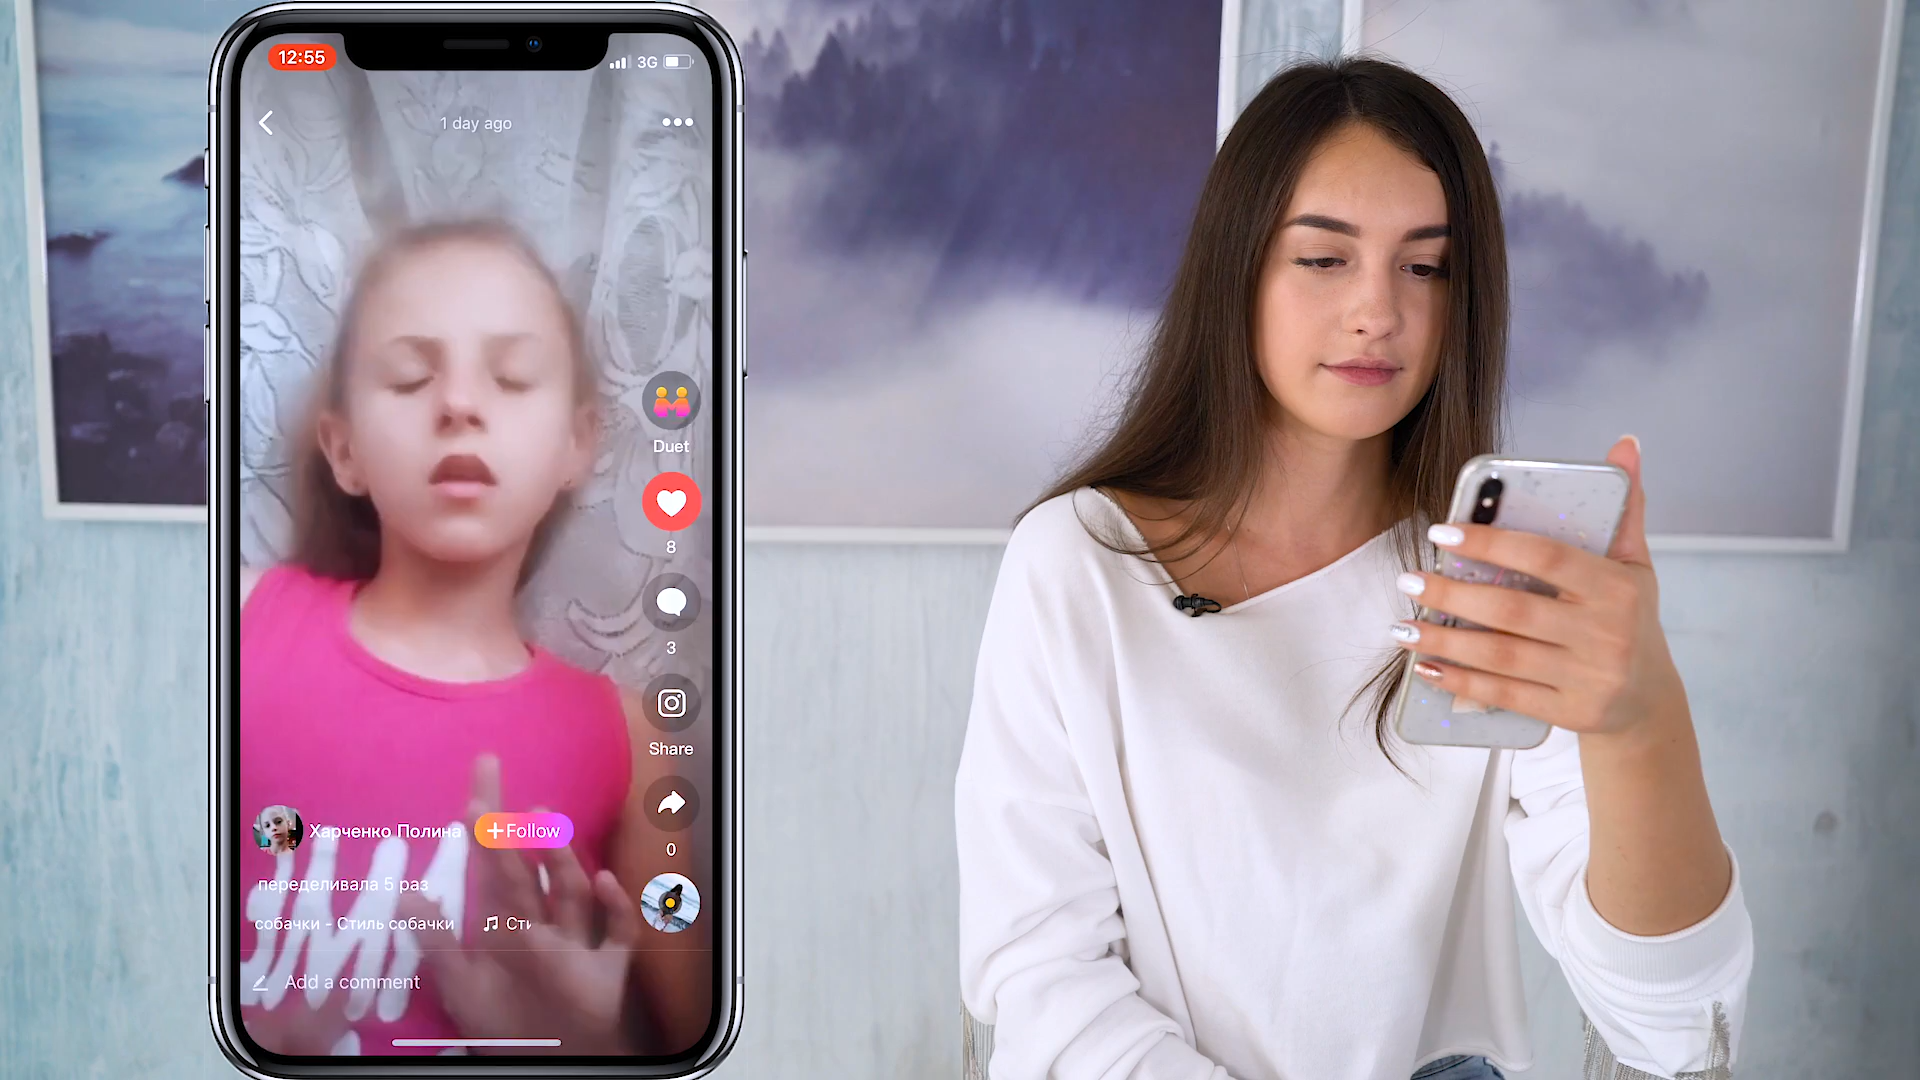 12:55
3G
1 day ago
Duet
8
3
Share
Харченко Полина
+Follow
0
переделивала 5 раз
собачки - Стиль собачки
Сти
Add a comment